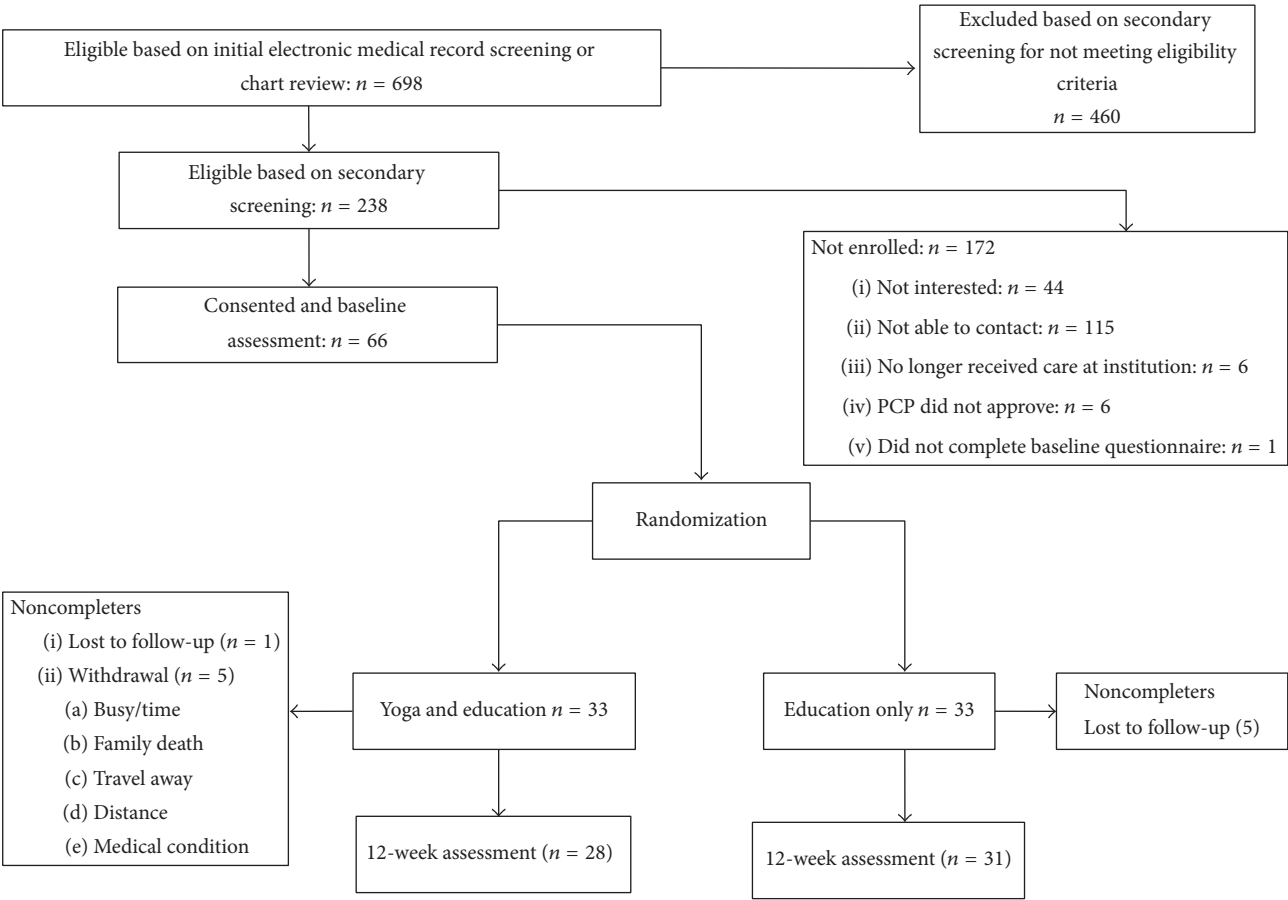 Eligible based on initial electronic medical record screening or
chart review: n = 698
Excluded based on secondary
screening for not meeting eligibility
criteria
n = 460
Eligible based on secondary
screening: n = 238
Not enrolled: n = 172
(i) Not interested: n = 44
(ii) Not able to contact: n = 115
(iii) No longer received care at institution: n = 6
(iv) PCP did not approve: n = 6
(v) Did not complete baseline questionnaire: n = 1
Consented and baseline
assessment: n = 66
Randomization
Noncompleters
(i) Lost to follow-up (n = 1)
(ii) Withdrawal (n = 5)
(a) Busy/time
(b) Family death
(c) Travel away
(d) Distance
(e) Medical condition
Yoga and education n = 33
Education only n = 33
Noncompleters
Lost to follow-up (5)
12-week assessment (n = 28)
12-week assessment (n = 31)